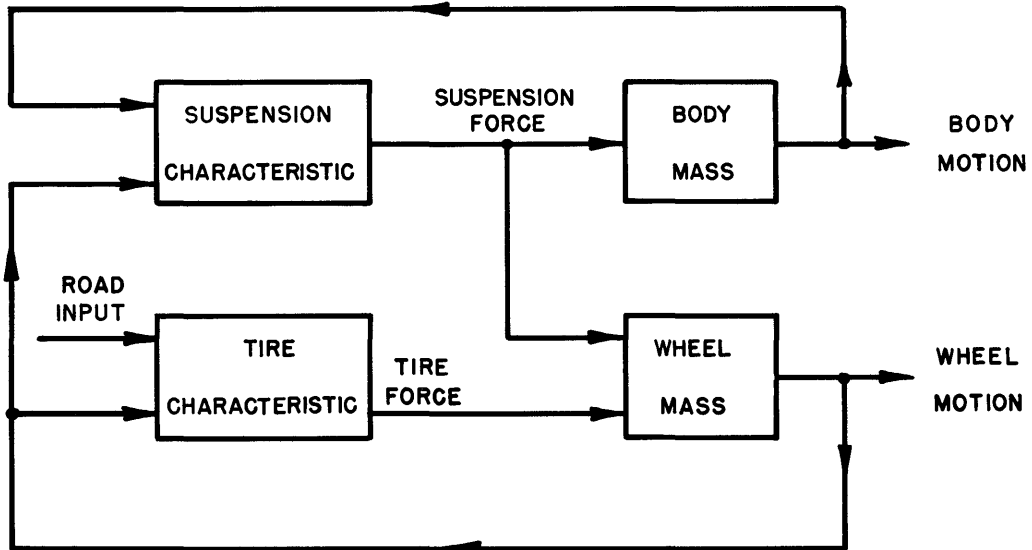 SUSPENSION
CHARACTERISTIC
SUSPENSION
FORCE
BODY
MASS
BODY
MOTION
ROAD
INPUT
TIRE
CHARACTERISTIC
TIRE
FORCE
WHEEL
MASS
WHEEL
MOTION